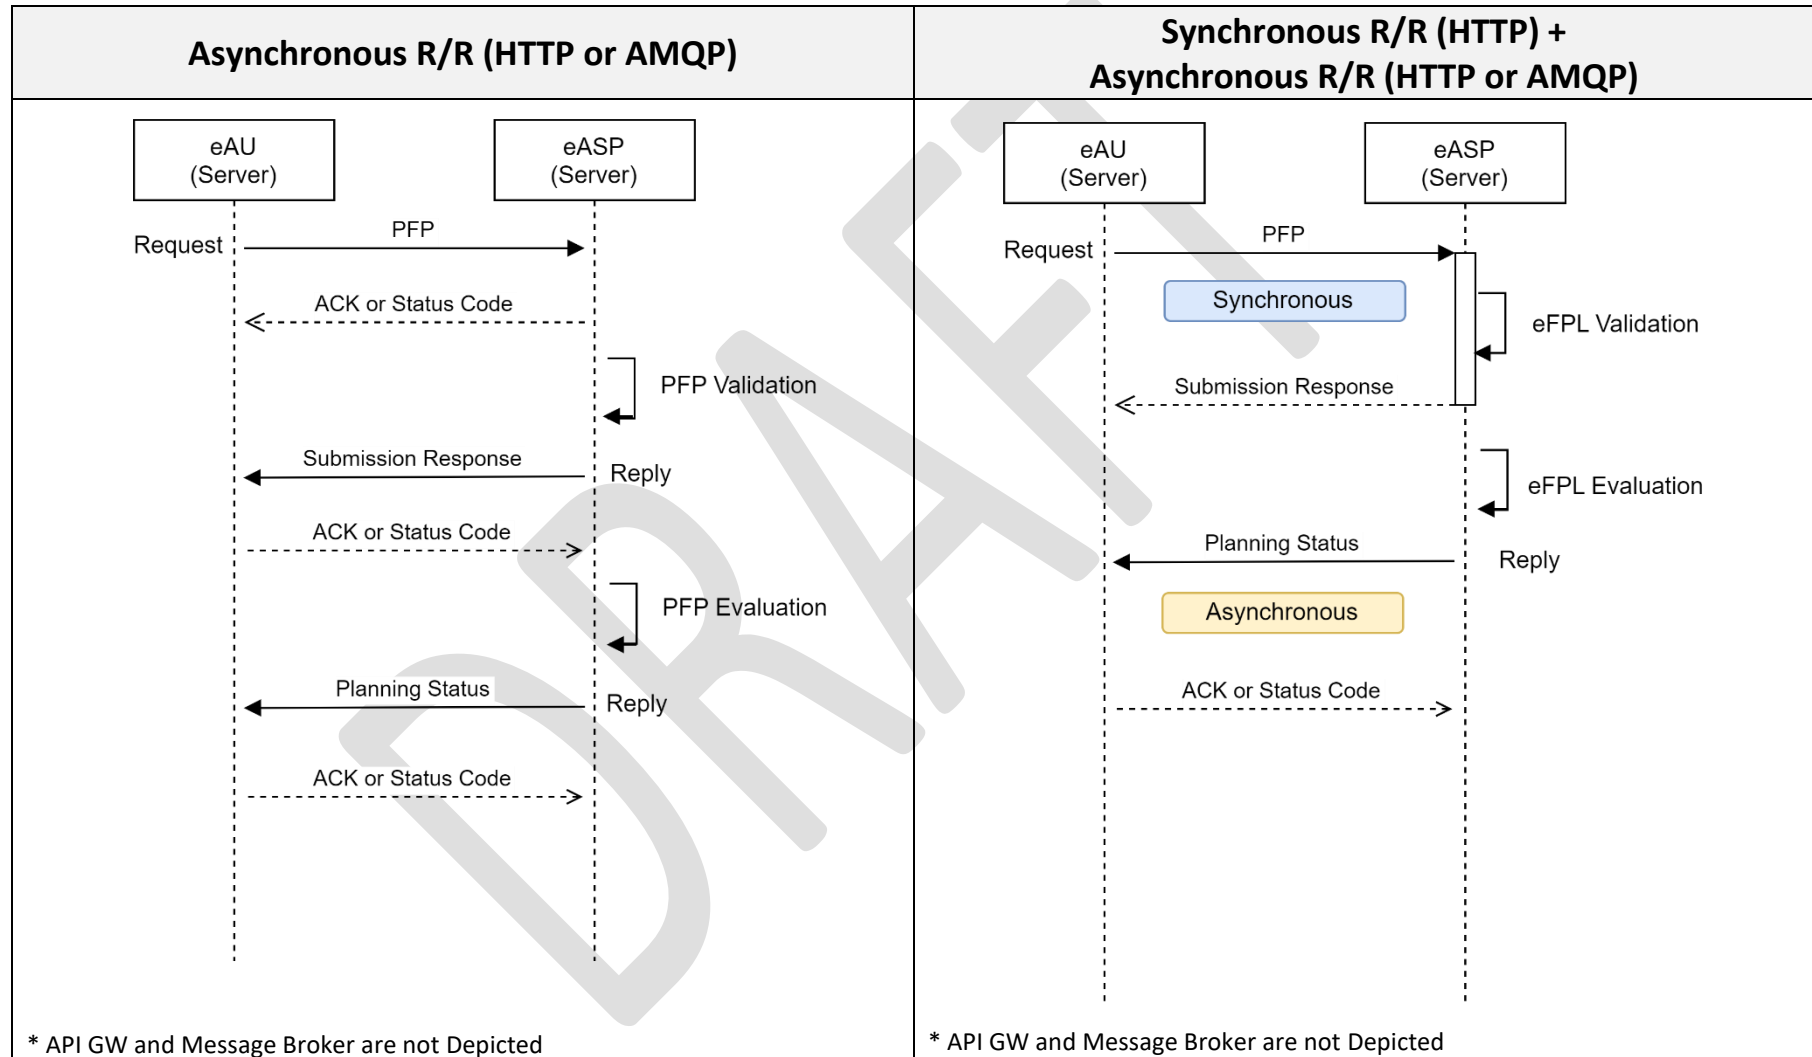 Asynchronous R/R (HTTP or AMQP)
eAU
(Server)
eASP
(Server)
Request
PFP
ACK or Status Code
PFP Validation
Submission Response
Reply
ACK or Status Code
PFP Evaluation
Planning Status
Reply
ACK or Status Code
* API GW and Message Broker are not Depicted
Synchronous R/R (HTTP) +
Asynchronous R/R (HTTP or AMQP)
eAU
(Server)
eASP
(Server)
Request
PFP
Synchronous
eFPL Validation
Submission Response
eFPL Evaluation
Planning Status
Reply
Asynchronous
ACK or Status Code
* API GW and Message Broker are not Depicted
DRAFT